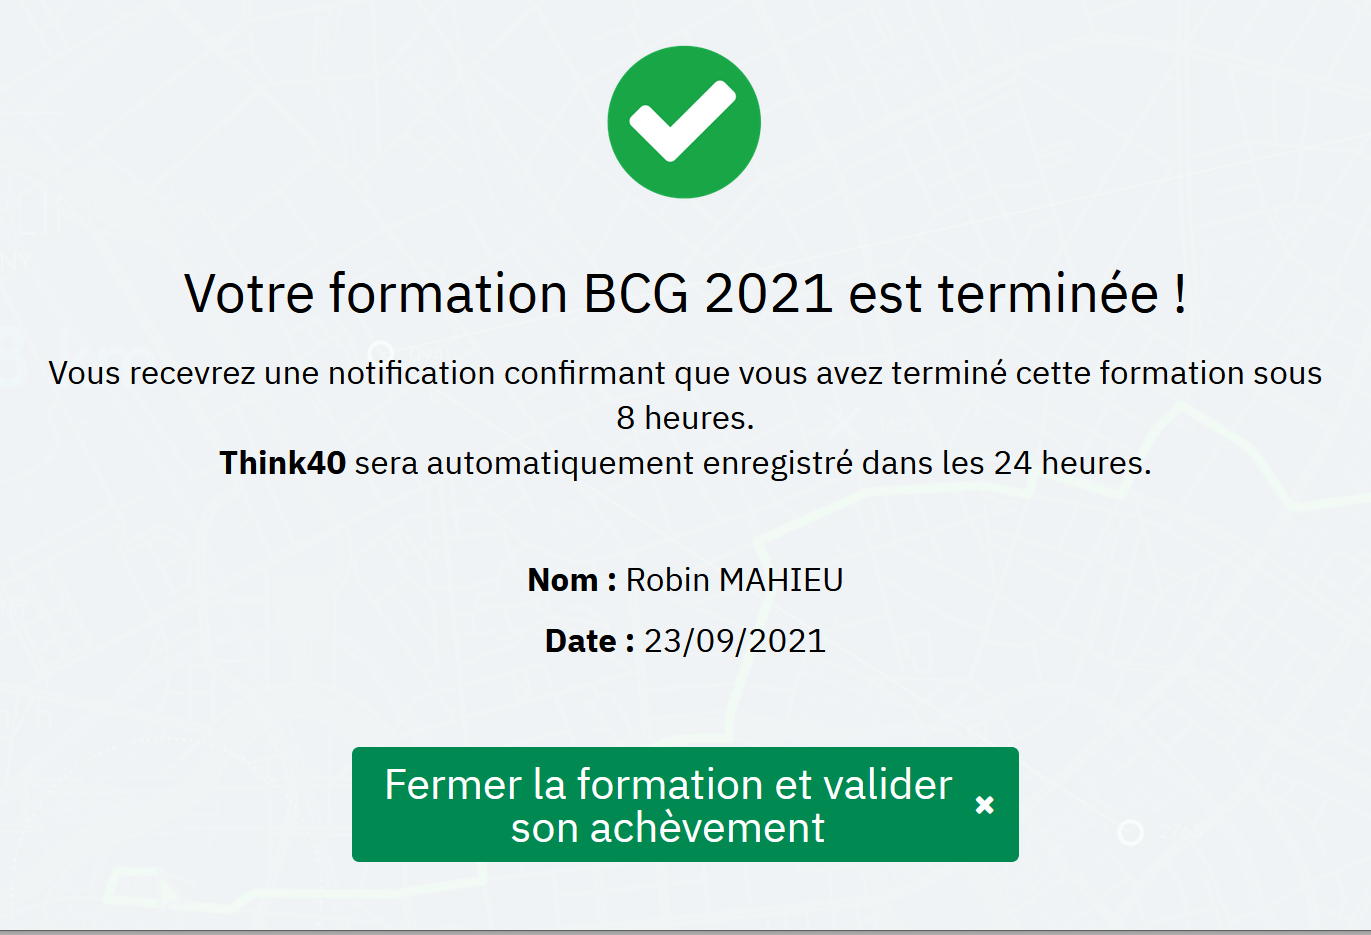 Votre formation BCG 2021 est terminée !
Vous recevrez une notification confirmant que vous avez terminé cette formation sous
8 heures.
Think40 sera automatiquement enregistré dans les 24 heures.
Nom : Robin MAHIEU
Date : 23/09/2021
Fermer la formation et valider
son achèvement